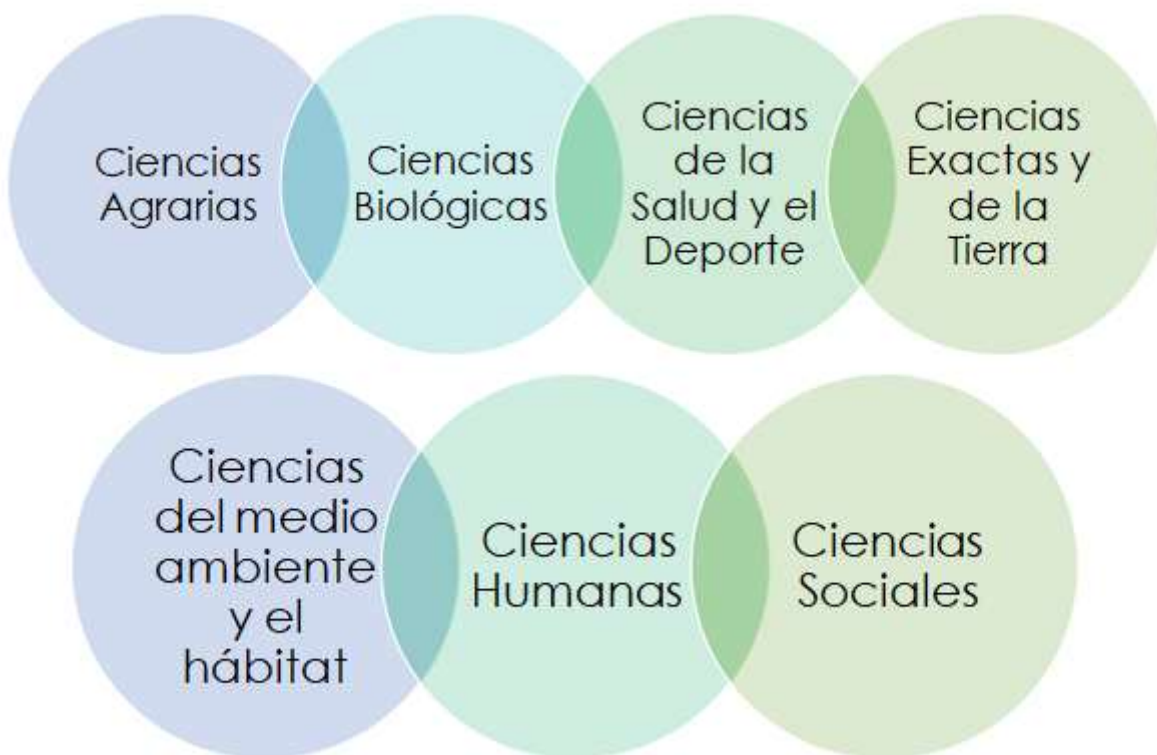 Ciencias
Agrarias
Ciencias
Biológicas
Ciencias
de la
Salud y el
Deporte
Ciencias
Exactas y
de la
Tierra
Ciencias
del medio
ambiente
y el
hábitat
Ciencias
Humanas
Ciencias
Sociales